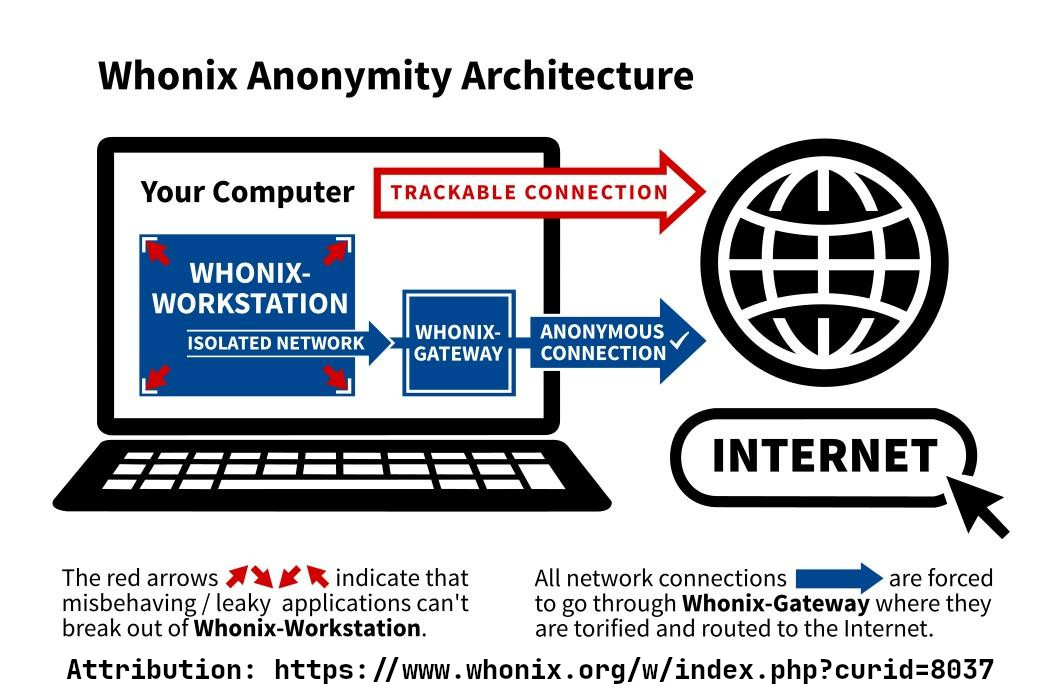 Whonix Anonymity Architecture
Your Computer
TRACKABLE CONNECTION
WHONIX-
WORKSTATION
ISOLATED NETWORK
WHONIX-
GATEWAY
ANONYMOUS
CONNECTION
INTERNET
The red arrows indicate that
misbehaving / leaky applications can't
break out of Whonix-Workstation.
All network connections are forced
to go through Whonix-Gateway where they
are torified and routed to the Internet.
Attribution: https://www.whonix.org/w/index.php?curid=8037